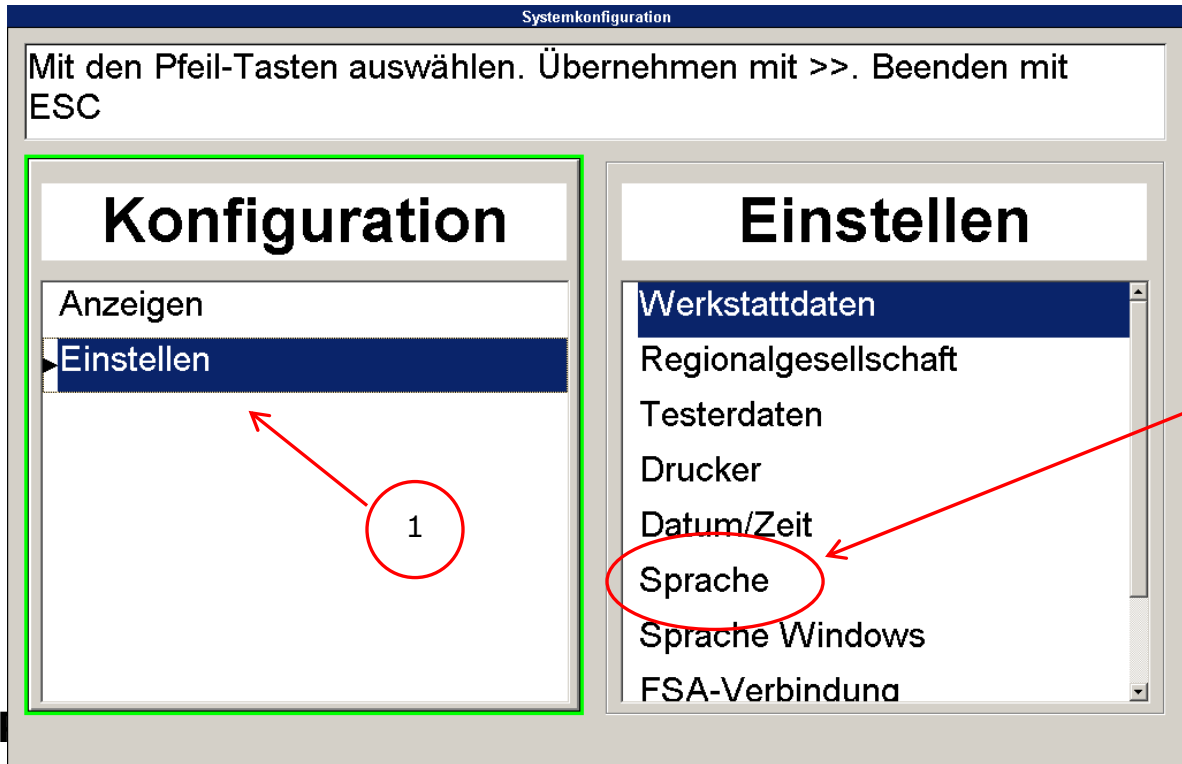 Systemkonfiguration
Mit den Pfeil-Tasten auswählen. Übernehmen mit >>. Beenden mit
ESC
Konfiguration
Anzeigen
Einstellen
1
Einstellen
Werkstattdaten
Regionalgesellschaft
Testerdaten
Drucker
Datum/Zeit
Sprache
Sprache Windows
FSA-Verbindung